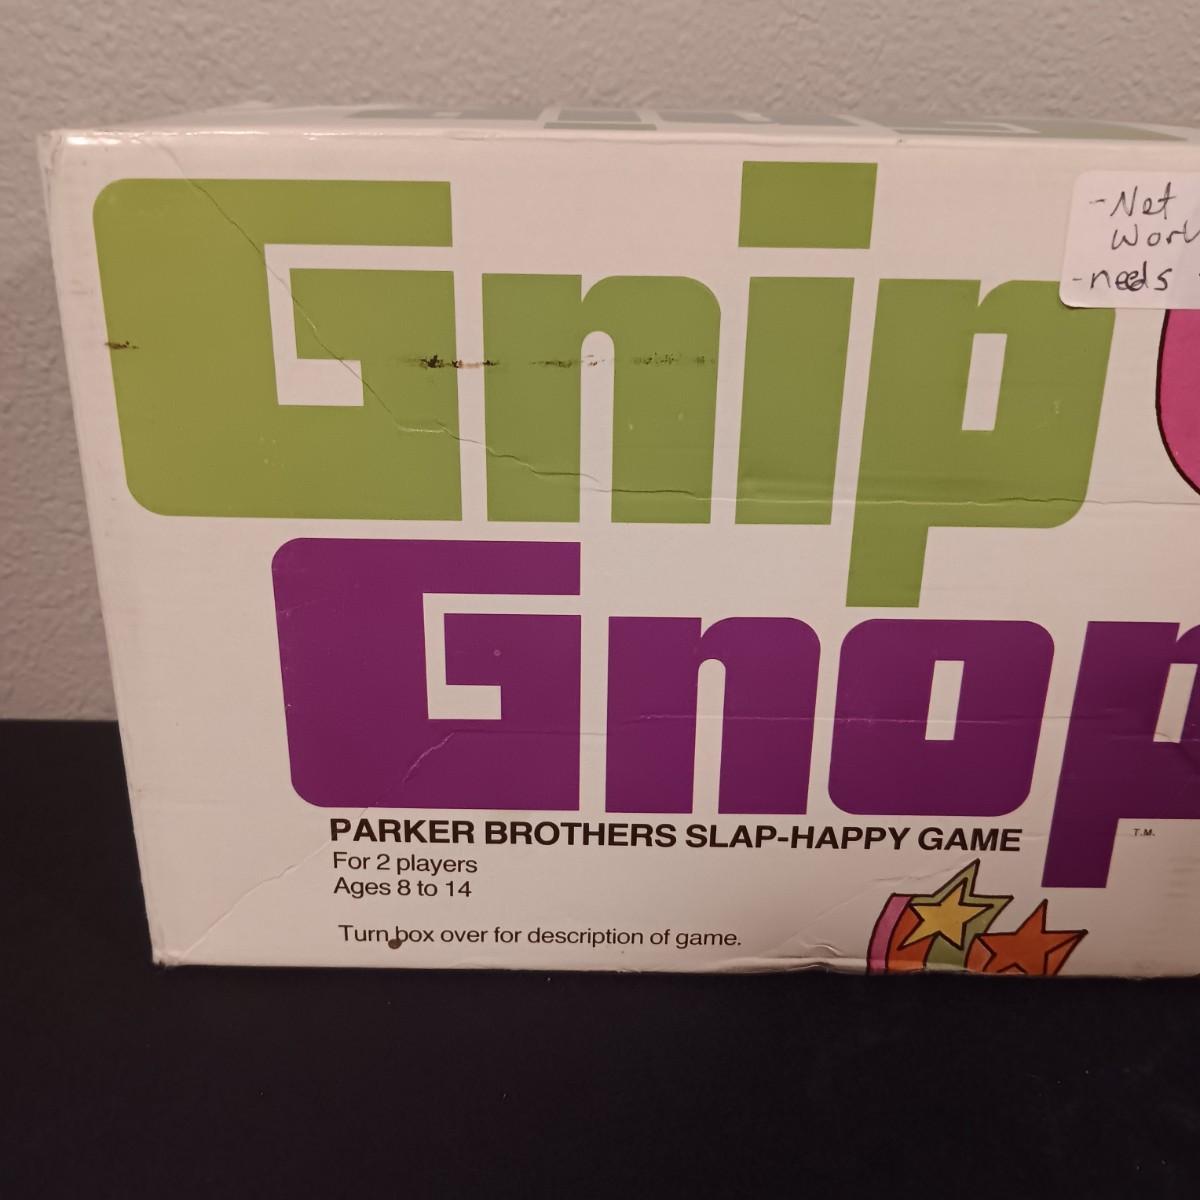 Gnip
- Net
- needs
Gnop
T.M.
PARKER BROTHERS SLAP-HAPPY GAME
For 2 players
Ages 8 to 14
Turn box over for description of game.